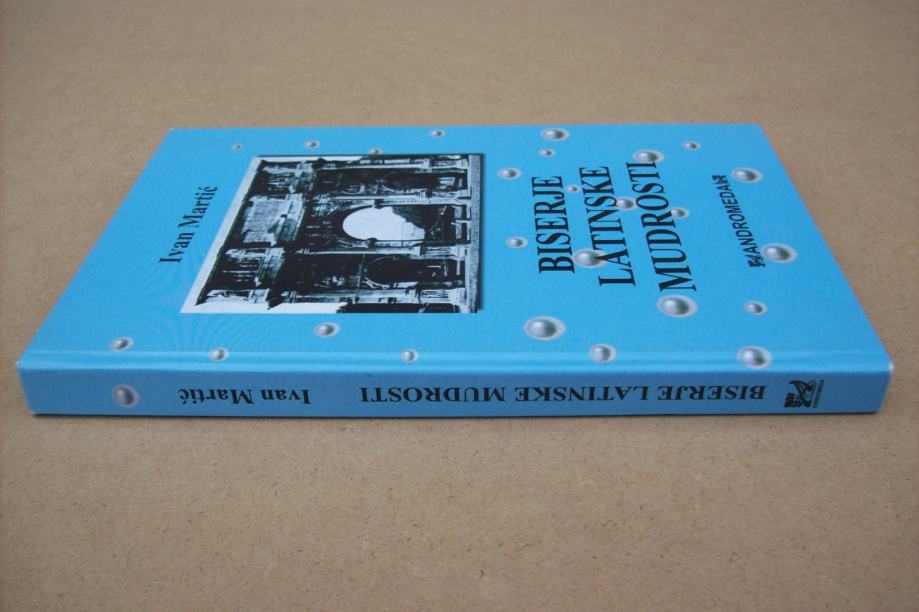 Ivan Martić
BISERJE
LATINSKE
MUDROSTI
ANDROMEDA
Ivan Martić
BISERJE LATINSKE MUDROSTI